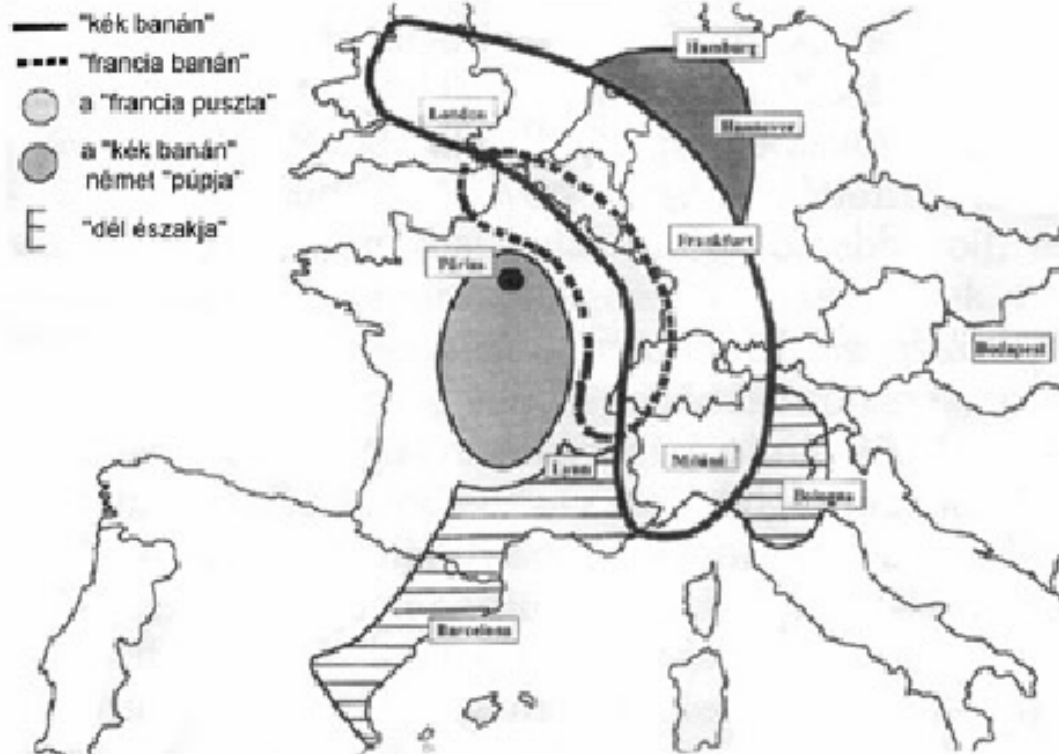 "kék banán"
"francia banán"
a "francia puszta"
a "kék banán"
német "púpja"
"dél északja"
Hamburg
London
Hannover
Párizs
Frankfurt
Budapest
Lyon
Milánó
Bologna
Barcelona